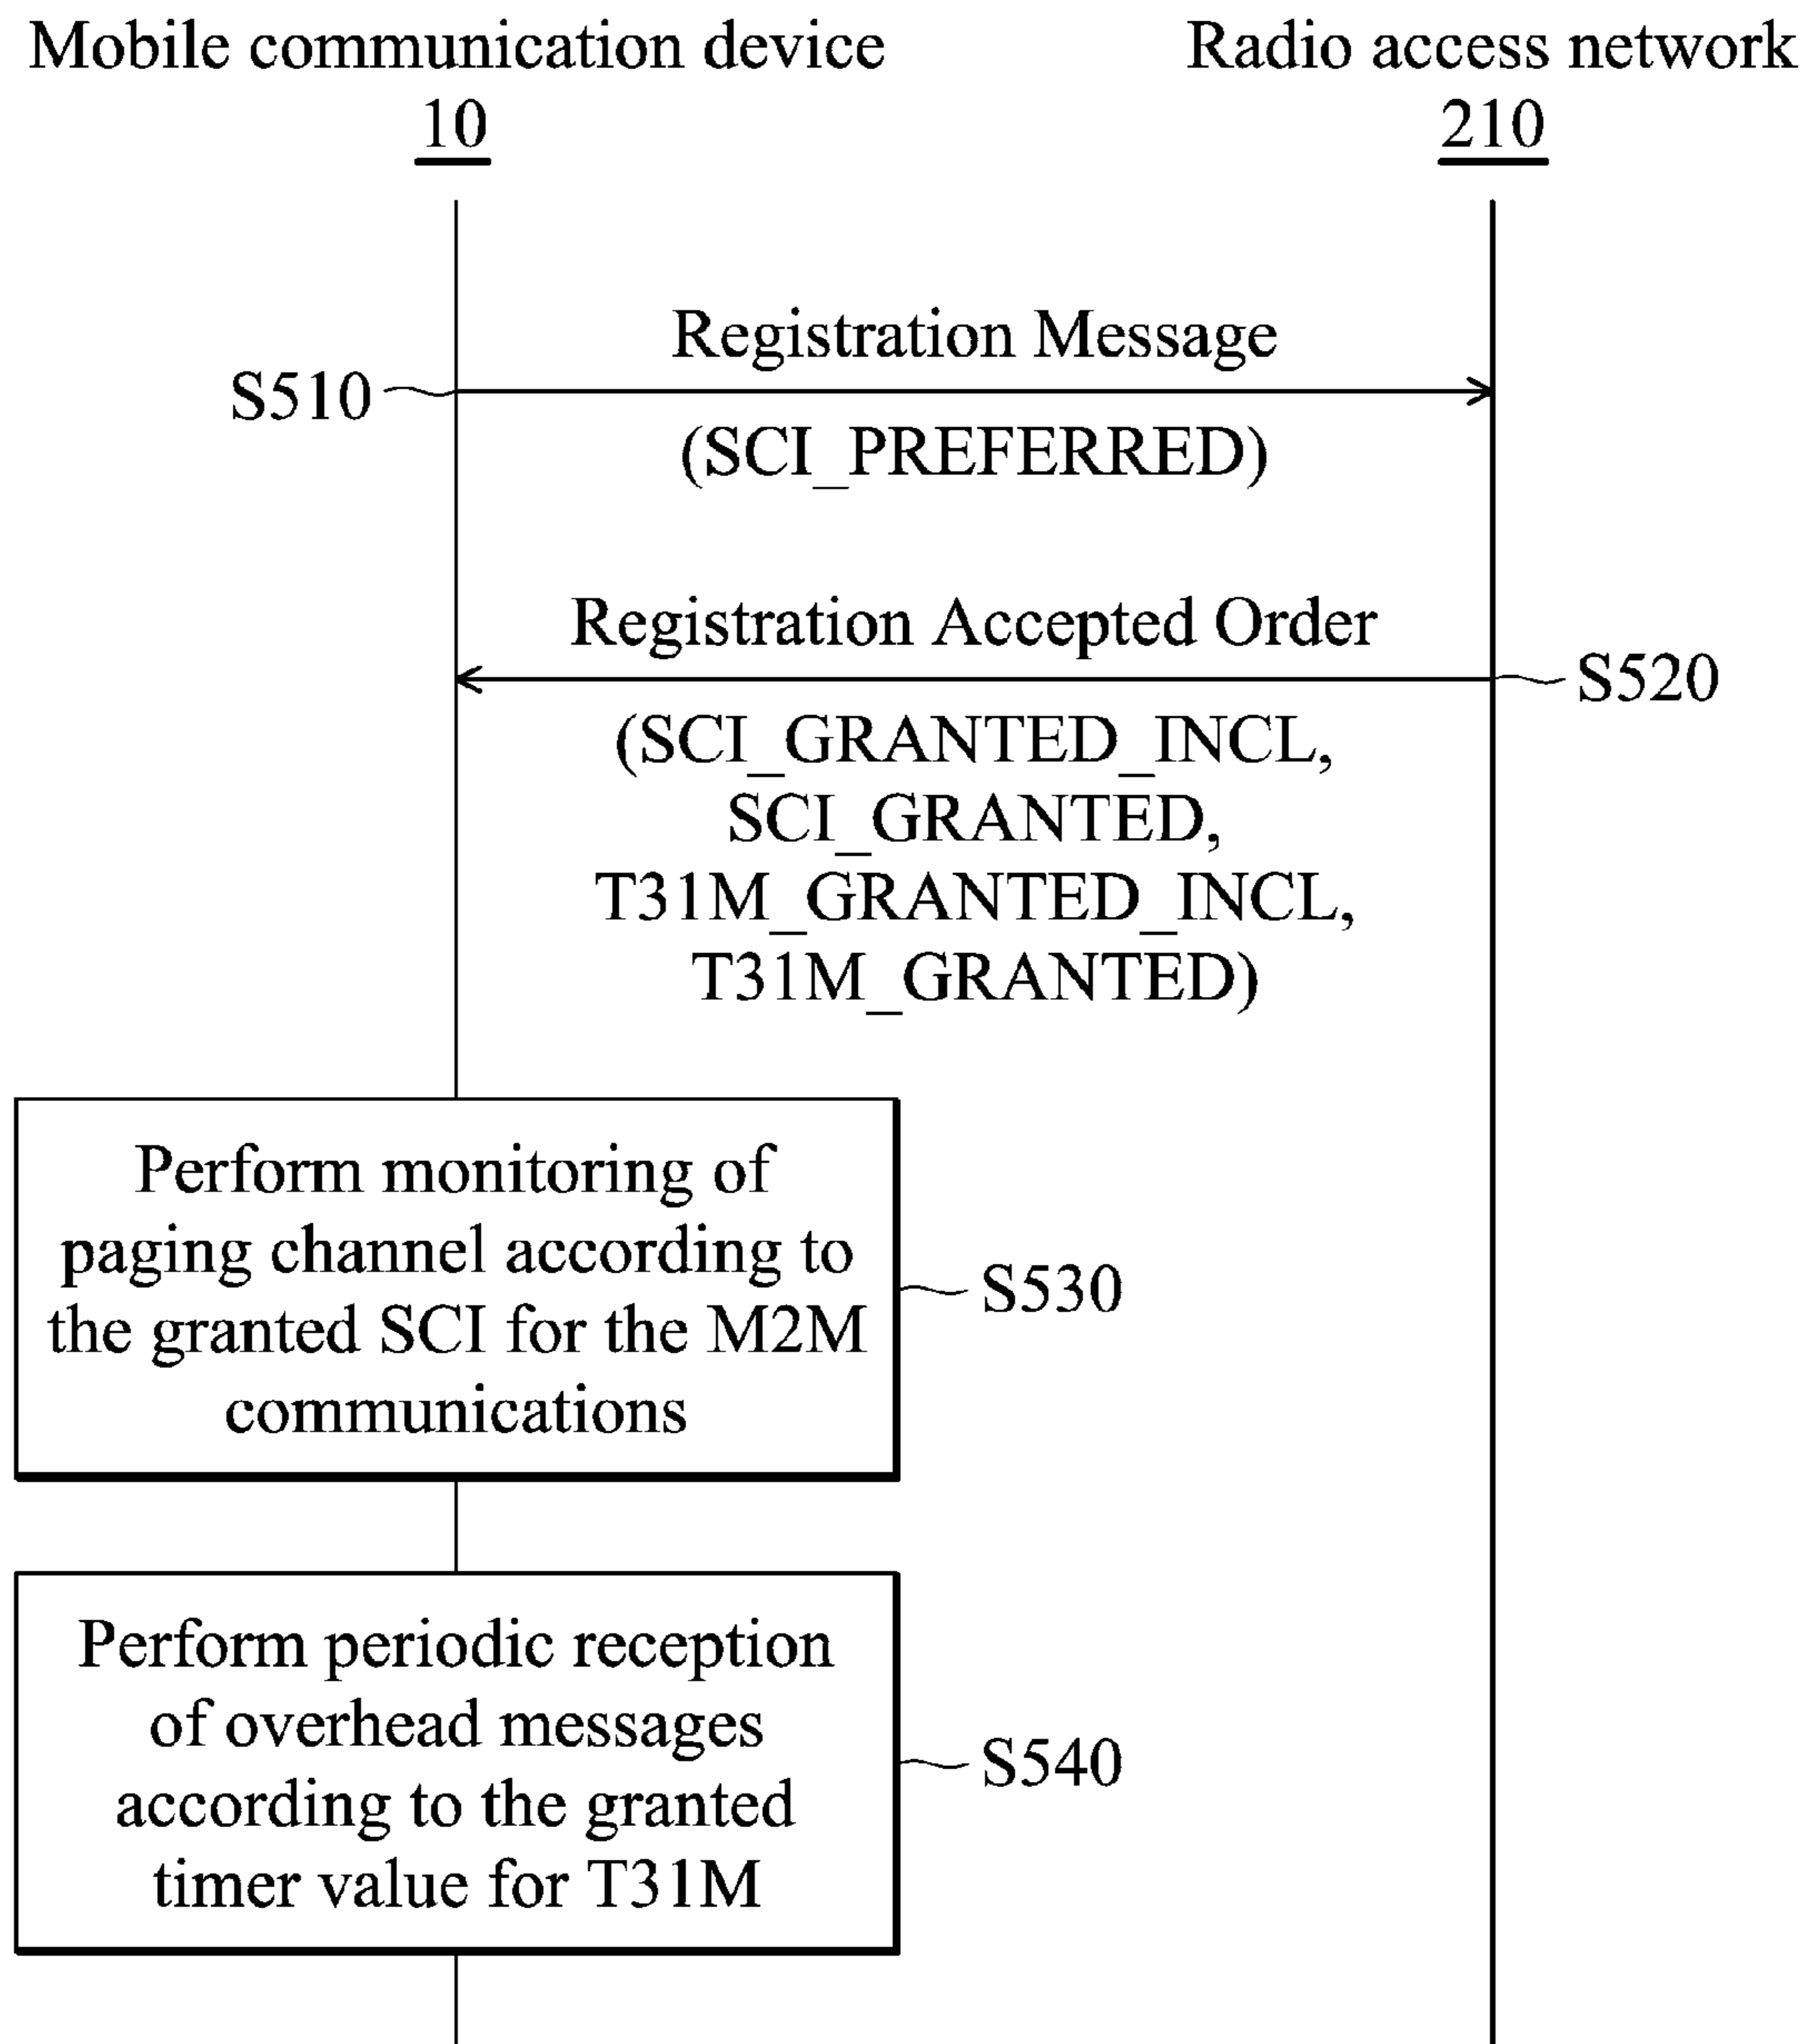 Mobile communication device
10
Radio access network
210
Registration Message
S510
(SCI_PREFERRED)
Registration Accepted Order
S520
(SCI_GRANTED_INCL,
SCI_GRANTED,
T31M_GRANTED_INCL,
T31M_GRANTED)
Perform monitoring of
paging channel according to
the granted SCI for the M2M
communications
S530
Perform periodic reception
of overhead messages
according to the granted
timer value for T31M
S540